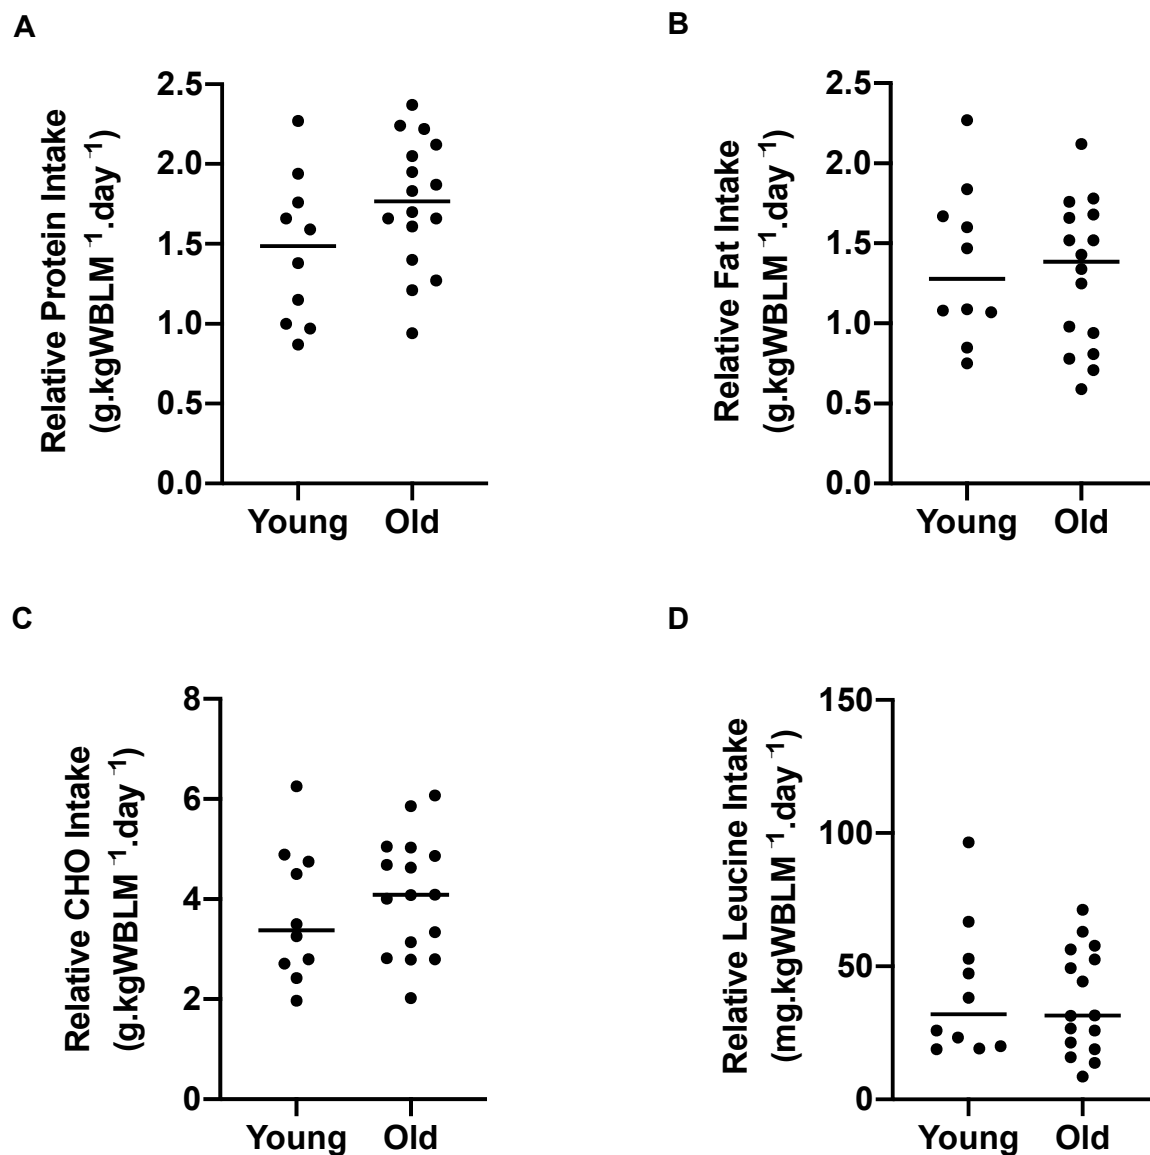 A
Relative Protein Intake
(g.kgWBLM⁻¹.day⁻¹)
2.5
2.0
1.5
1.0
0.5
0.0
Young Old
B
Relative Fat Intake
(g.kgWBLM⁻¹.day⁻¹)
2.5
2.0
1.5
1.0
0.5
0.0
Young Old
C
Relative CHO Intake
(g.kgWBLM⁻¹.day⁻¹)
8
6
4
2
0
Young Old
D
Relative Leucine Intake
(mg.kgWBLM⁻¹.day⁻¹)
150
100
50
0
Young Old